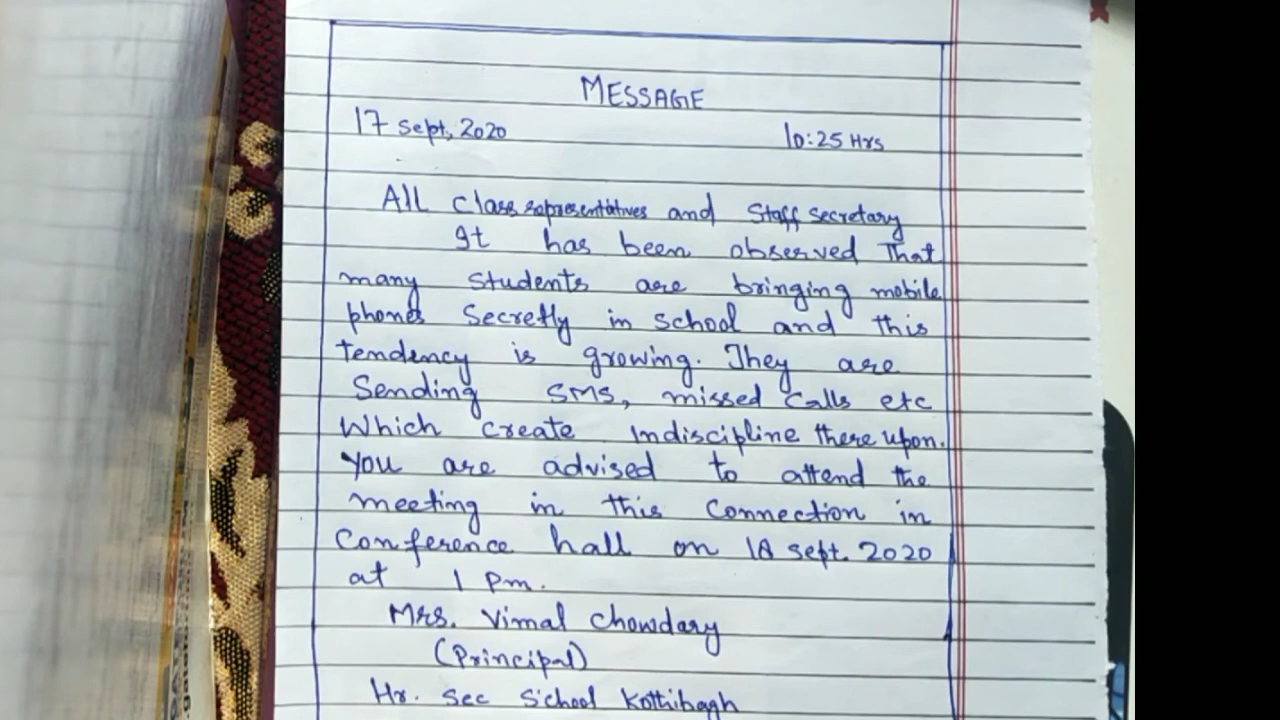 MESSAGE
17 Sept, 2020 10:25 Hrs
All Class representatives and Staff secretary
It has been observed That
many students are bringing mobile
phones Secretly in school and this
tendency is growing. They are
Sending SMS, missed Calls etc
Which create indiscipline there upon.
You are advised to attend the
meeting in this Connection in
Conference hall on 18 sept. 2020
at 1 pm.
Mrs. Vimal Chowdary
(Principal)
Hr. Sec School Kothibagh